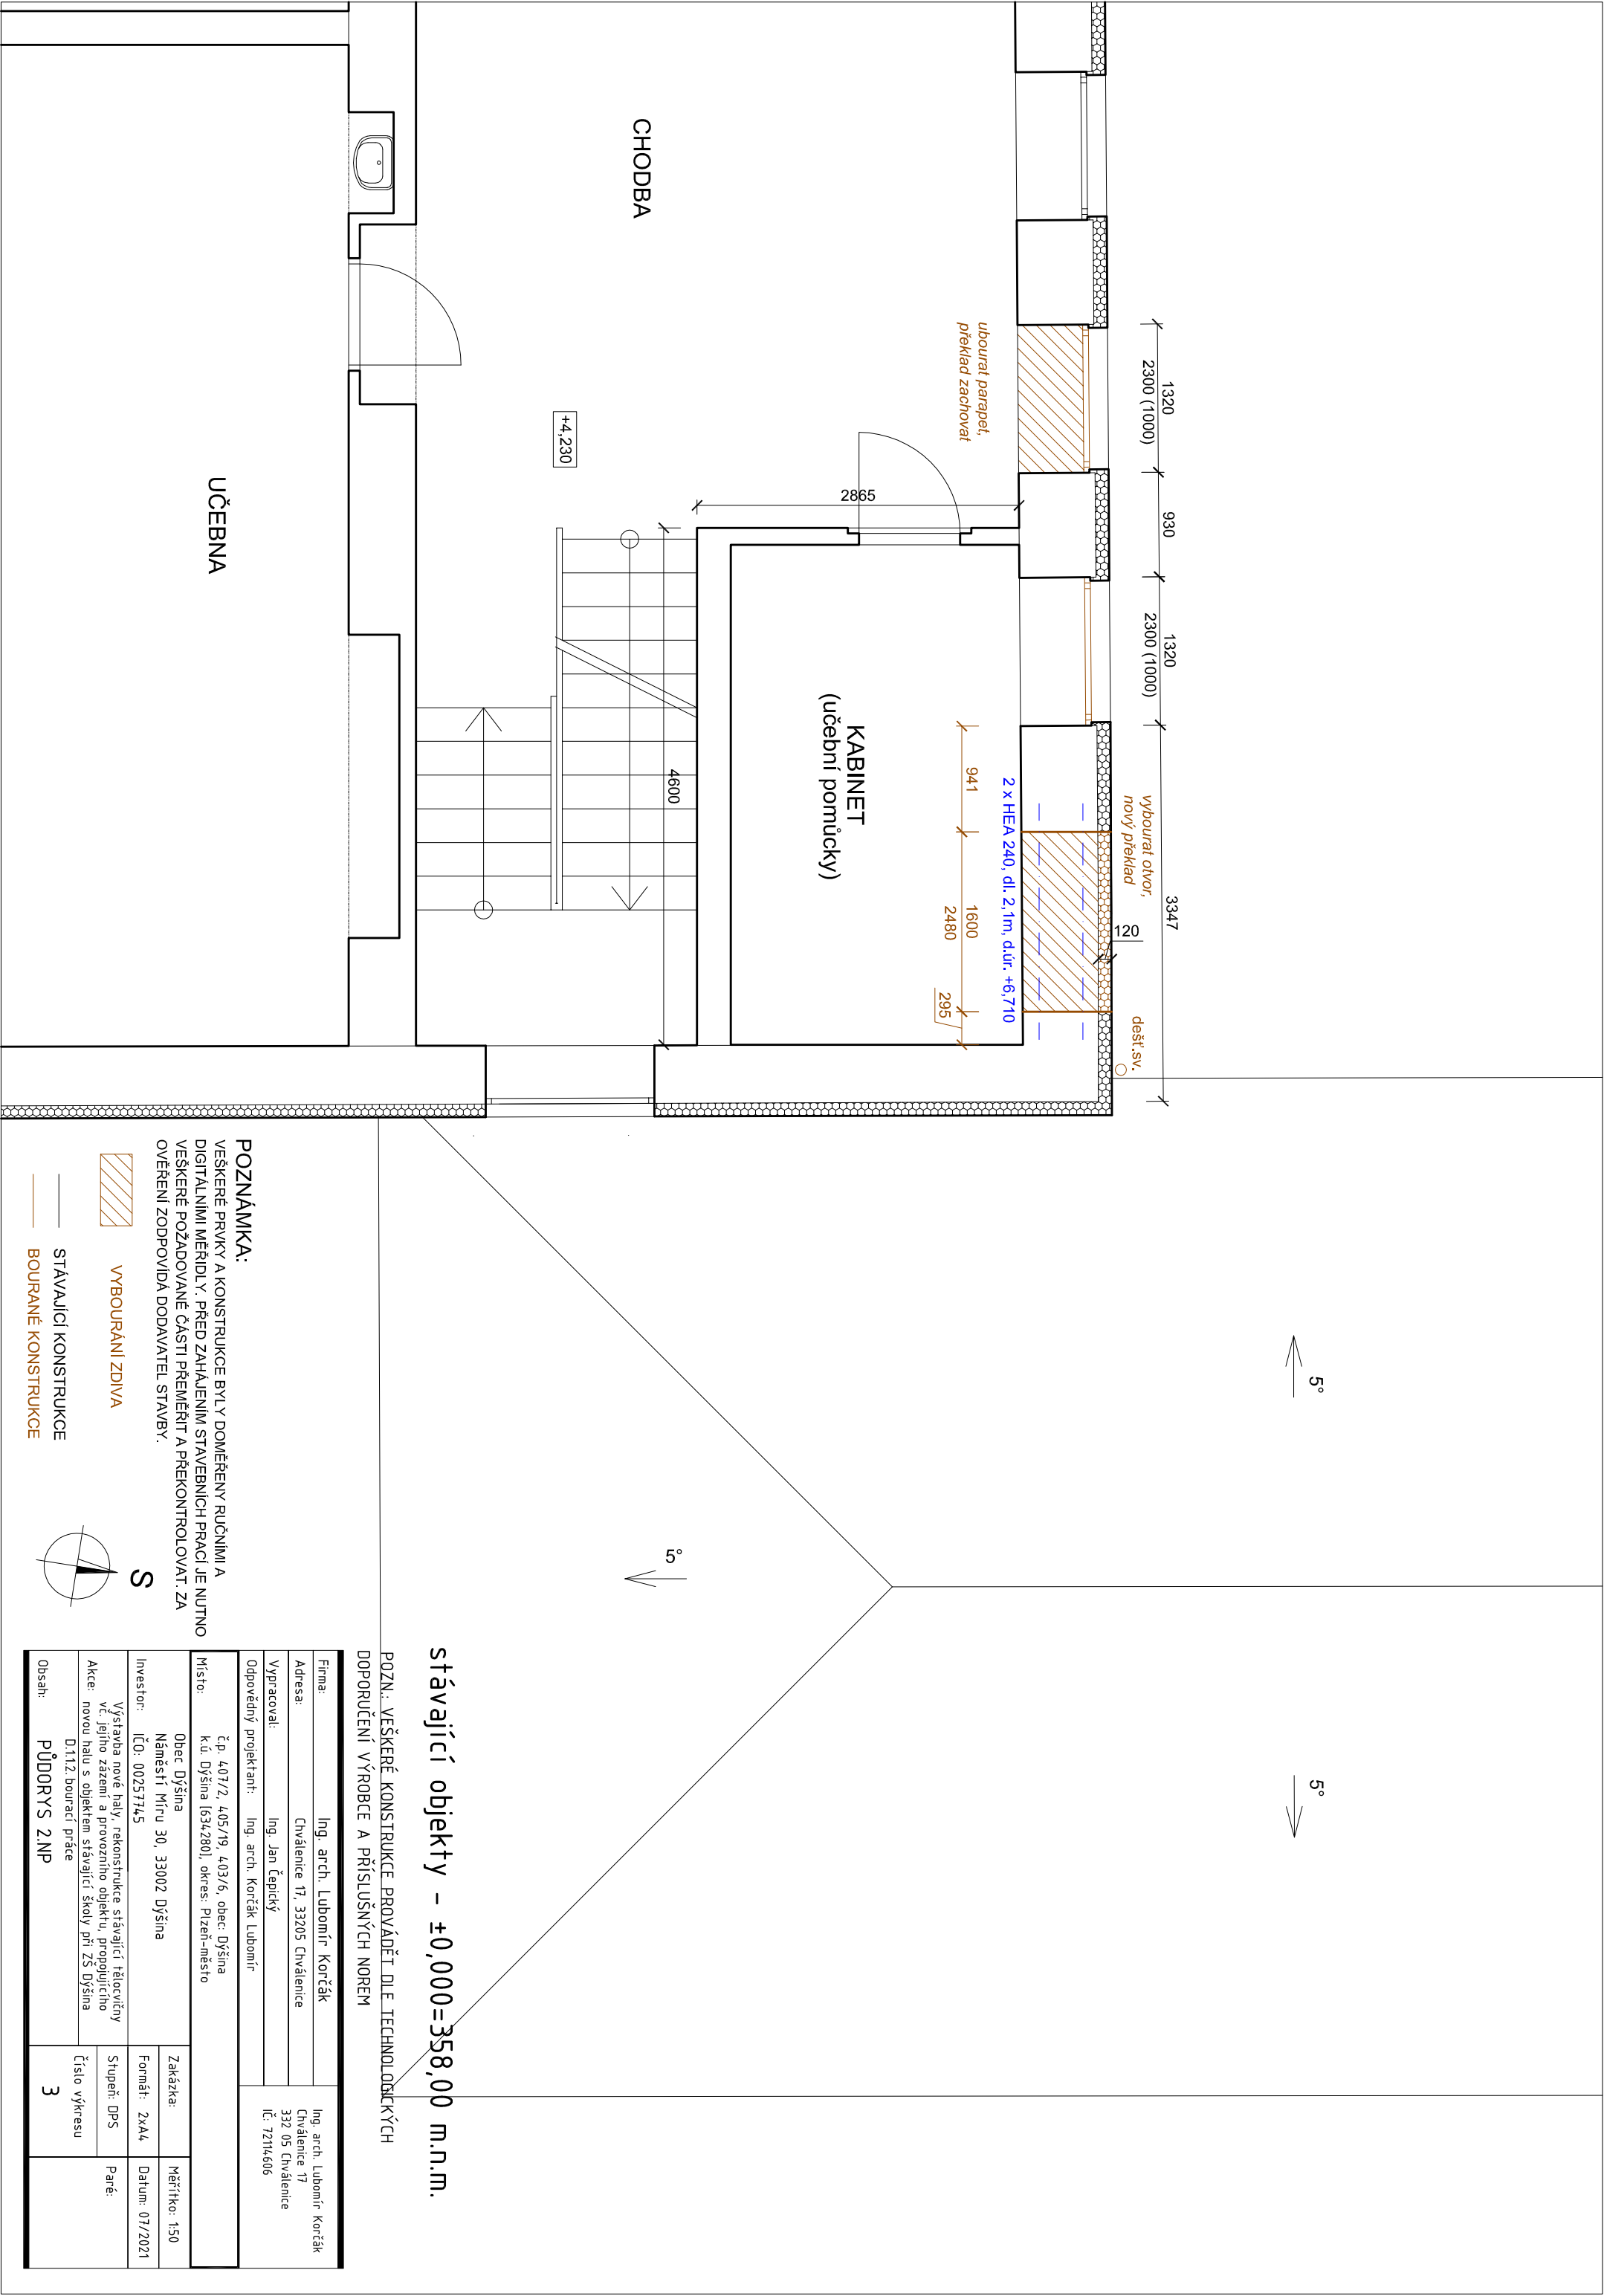 CHODBA
UČEBNA
+4,230
ubourat parapet,
překlad zachovat
1320
2300 (1000)
930
1320
2300 (1000)
3347
2865
4600
KABINET
(učební pomůcky)
941
1600
2480
295
2 x HEA 240, dl. 2,1m, d.úr. +6,710
vybourat otvor,
nový překlad
120
dešť.sv.
5°
5°
5°
POZNÁMKA:
VEŠKERÉ PRVKY A KONSTRUKCE BYLY DOMĚŘENY RUČNÍMI A
DIGITÁLNÍMI MĚŘIDLY. PŘED ZAHÁJENÍM STAVEBNÍCH PRACÍ JE NUTNO
VEŠKERÉ POŽADOVANÉ ČÁSTI PŘEMĚŘIT A PŘEKONTROLOVAT. ZA
OVĚŘENÍ ZODPOVÍDÁ DODAVATEL STAVBY.
VYBOURÁNÍ ZDIVA
STÁVAJÍCÍ KONSTRUKCE
BOURANÉ KONSTRUKCE
S
stávající objekty - ±0,000=358,00 m.n.m.
POZN.: VEŠKERÉ KONSTRUKCE PROVÁDĚT DLE TECHNOLOGICKÝCH
DOPORUČENÍ VÝROBCE A PŘÍSLUŠNÝCH NOREM
Firma: Ing. arch. Lubomír Korčák
Adresa: Chválenice 17, 33205 Chválenice
Vypracoval: Ing. Jan Čepický
Odpovědný projektant: Ing. arch. Korčák Lubomír
Ing. arch. Lubomír Korčák
Chválenice 17
332 05 Chválenice
IČ: 72114606
Místo: č.p. 407/2, 405/19, 403/6, obec: Dýšina
k.ú. Dýšina [634280], okres: Plzeň-město
Investor: Obec Dýšina
Náměstí Míru 30, 33002 Dýšina
IČO: 00257745
Zakázka:
Měřítko: 1:50
Formát: 2xA4
Datum: 07/2021
Akce: Výstavba nové haly, rekonstrukce stávající tělocvičny
vč. jejího zázemí a provozního objektu, propojujícího
novou halu s objektem stávající školy při ZŠ Dýšina
Stupeň: DPS
Paré:
Obsah: D.1.1.2. bourací práce
PŮDORYS 2.NP
Číslo výkresu
3